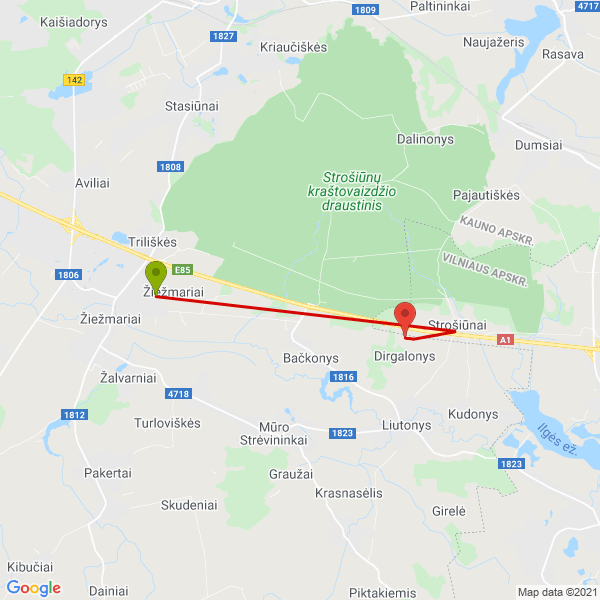 Paltininkai
4717
1809
Kaišiadorys
1827
Naujažeris
Kriaučiškės
Rasava
142
Stasiūnai
Dalinonys
Dumsiai
1808
Strošiūnų
kraštovaizdžio
draustinis
Aviliai
Pajautiškės
KAUNO APSKR.
Triliškės
VILNIAUS APSKR.
E85
1806
Žiežmariai
Žiežmariai
Strošiūnai
A1
Bačkonys
Dirgalonys
Žalvarniai
1816
4718
1812
Kudonys
Turloviškės
Mūro
Strėvininkai
1823
Liutonys
Ilgės ež.
1823
Pakertai
Graužai
Krasnasėlis
Skudeniai
Girelė
Kibučiai
Dainiai
Piktakiemis
Google
Map data ©2021